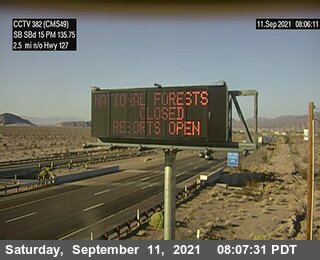 CCTV 382 (CMS49)
SB SBd 15 PM 135.75
2.5 mi n/o Hwy 127
11.Sep 2021 08:06:11
NATIONAL FORESTS
CLOSED
RESORTS OPEN
Saturday, September 11, 2021 08:07:31 PDT